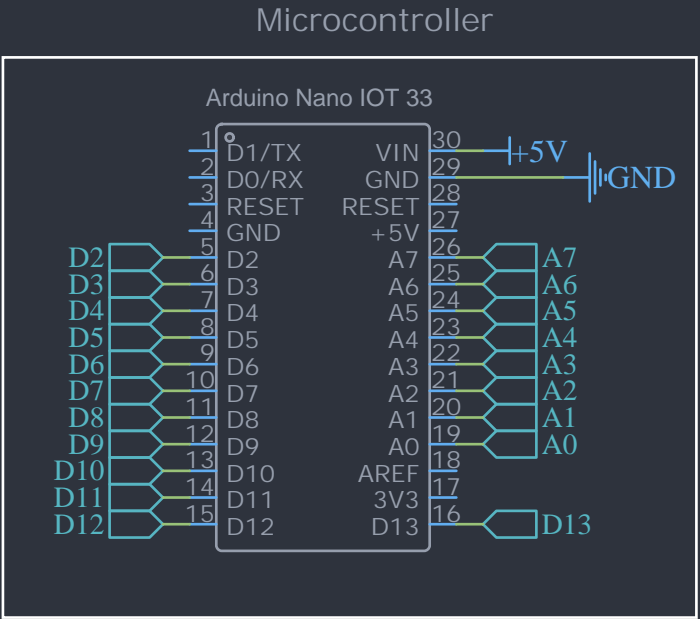 Microcontroller
Arduino Nano IOT 33
1 D1/TX VIN 30 +5V
2 D0/RX GND 29 GND
3 RESET RESET 28
4 GND +5V 27
D2 5 D2 A7 26 A7
D3 6 D3 A6 25 A6
D4 7 D4 A5 24 A5
D5 8 D5 A4 23 A4
D6 9 D6 A3 22 A3
D7 10 D7 A2 21 A2
D8 11 D8 A1 20 A1
D9 12 D9 A0 19 A0
D10 13 D10 AREF 18
D11 14 D11 3V3 17
D12 15 D12 D13 16 D13